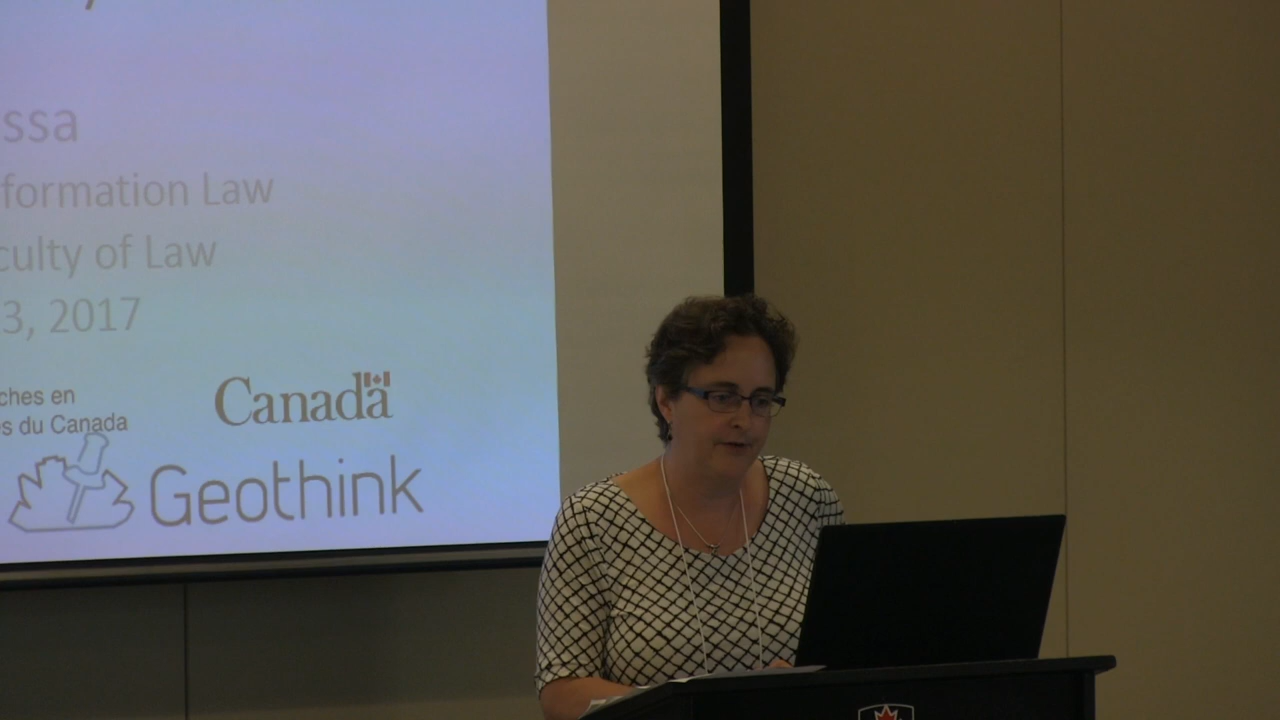 ssa
formation Law
culty of Law
3, 2017
ches en
s du Canada
Canada
Geothink